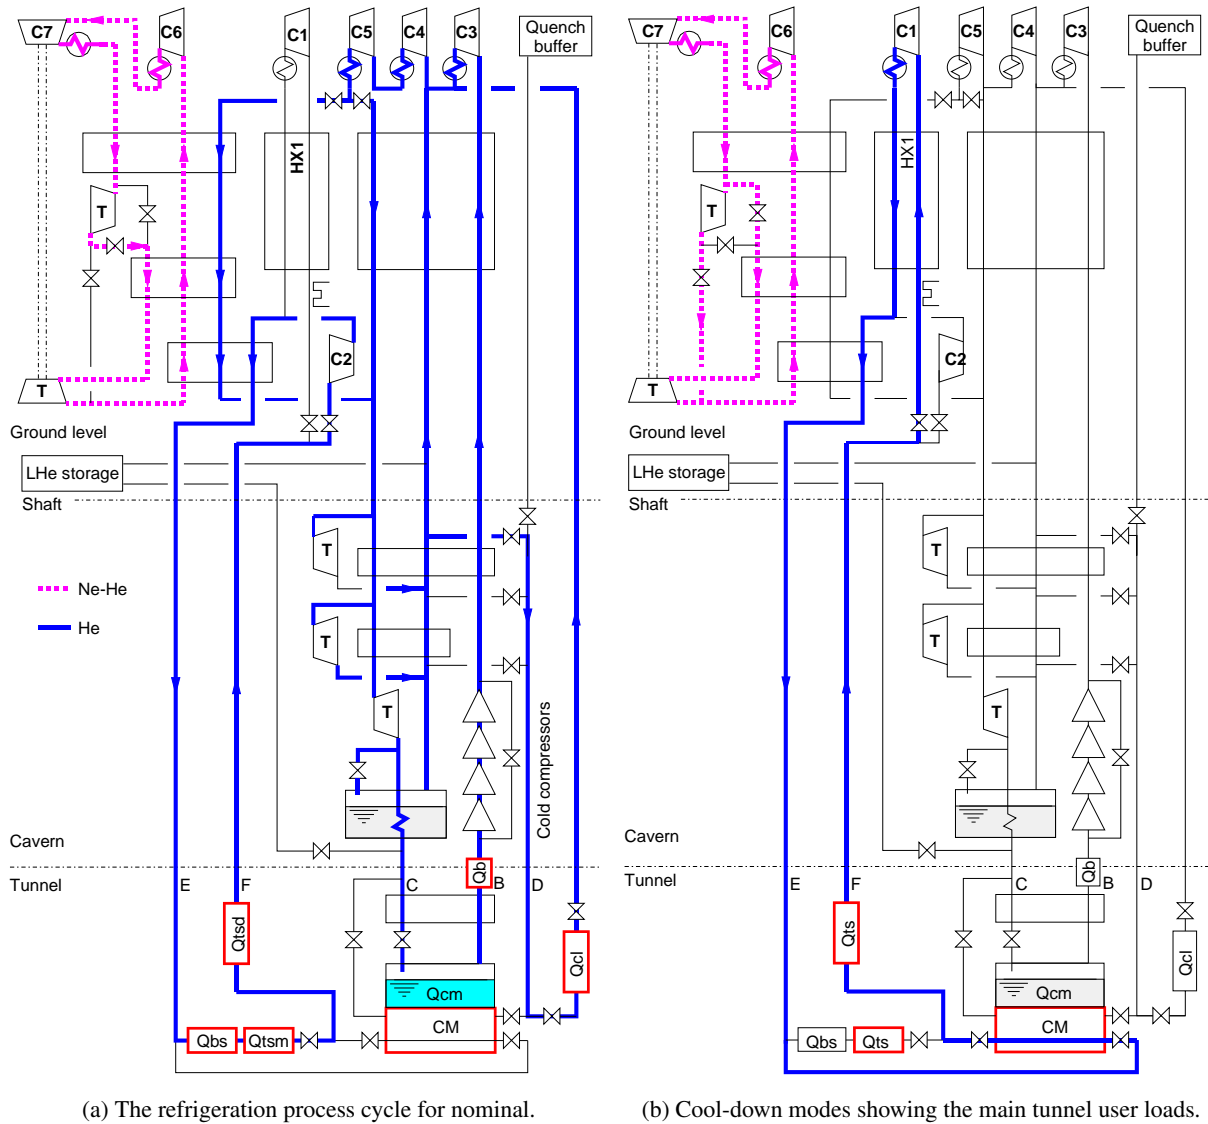 C7
C6
C1
C5
C4
C3
Quench
buffer
HX1
T
C2
T
Ground level
LHe storage
Shaft
T
Ne-He
He
T
T
Cold compressors
Cavern
Tunnel
E
F
C
Qb
B
D
Qtsd
Qcl
Qcm
CM
Qbs
Qtsm
(a) The refrigeration process cycle for nominal.
C7
C6
C1
C5
C4
C3
Quench
buffer
HX1
T
C2
T
Ground level
LHe storage
Shaft
T
T
T
Cavern
Tunnel
E
F
C
Qb
B
D
Qts
Qcl
Qcm
CM
Qbs
Qts
(b) Cool-down modes showing the main tunnel user loads.